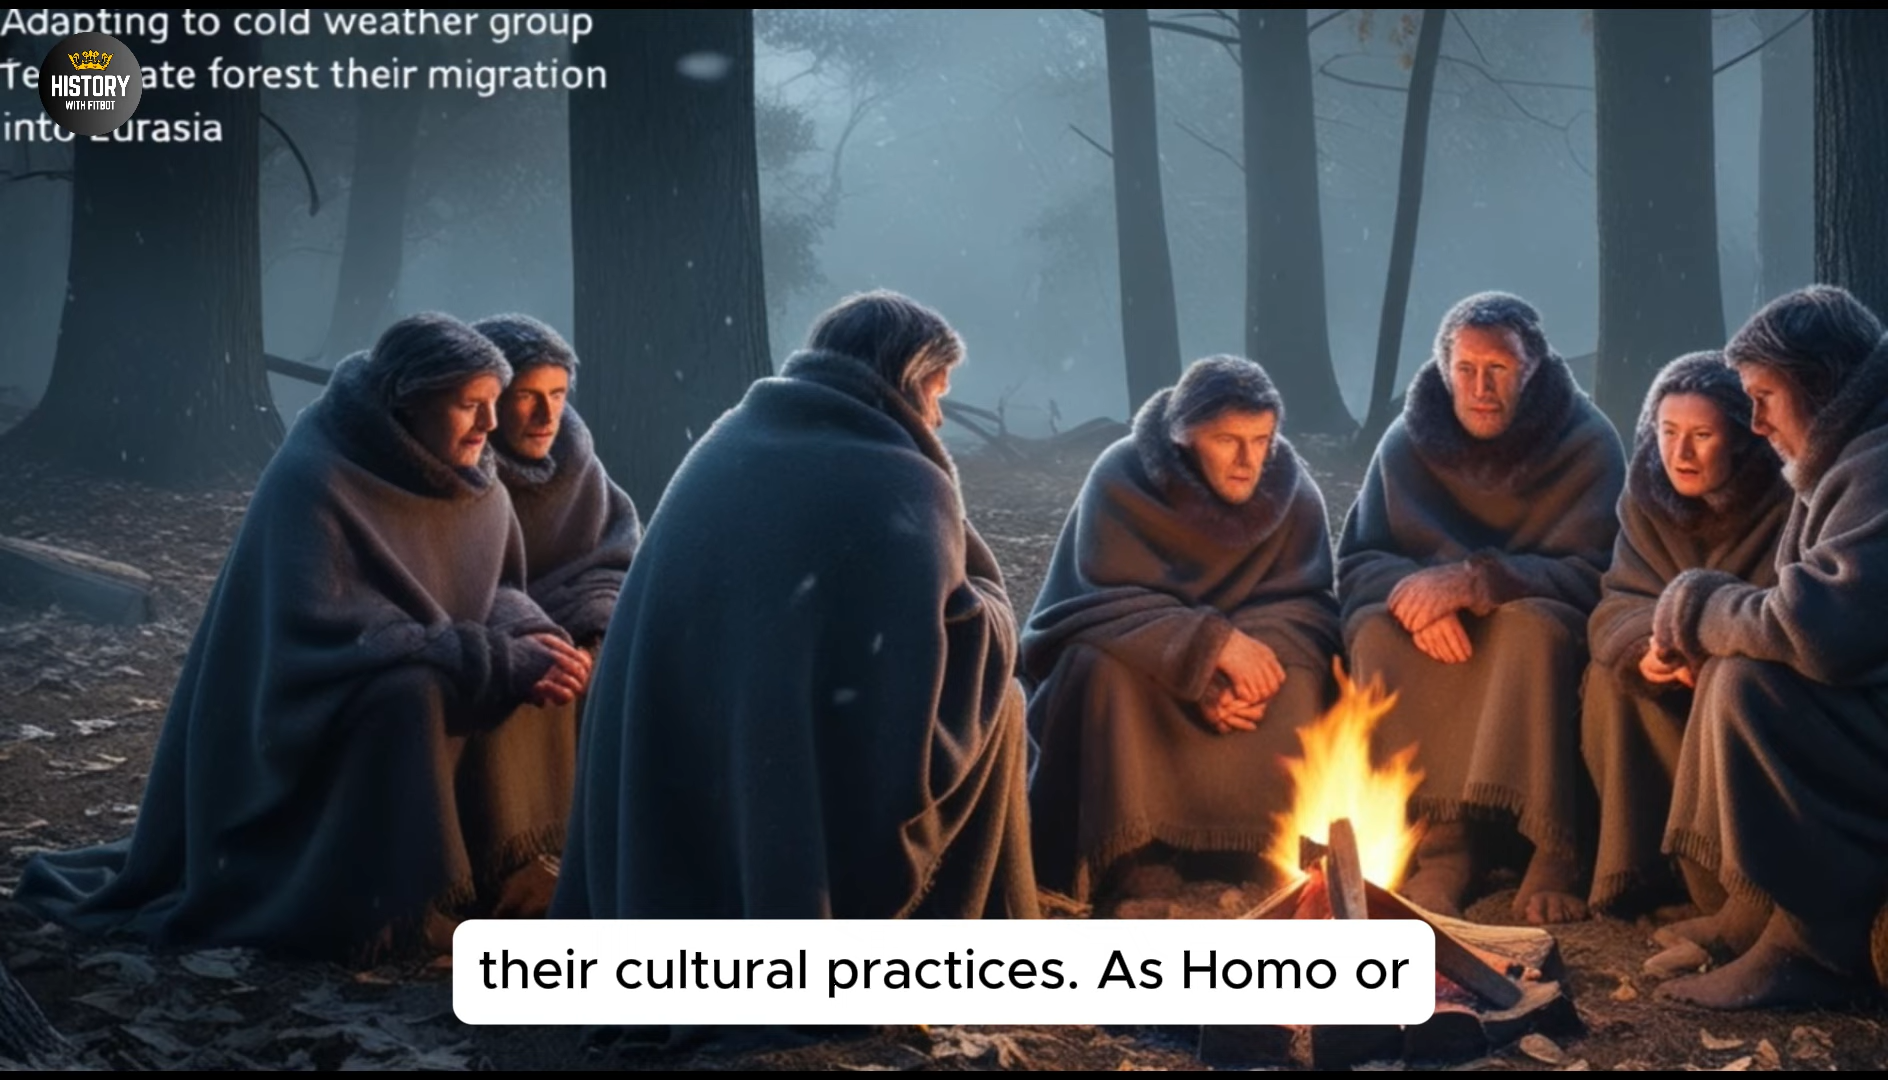 Adapting to cold weather group
ate forest their migration
into Eurasia
HISTORY
WITH FITBOT
their cultural practices. As Homo or